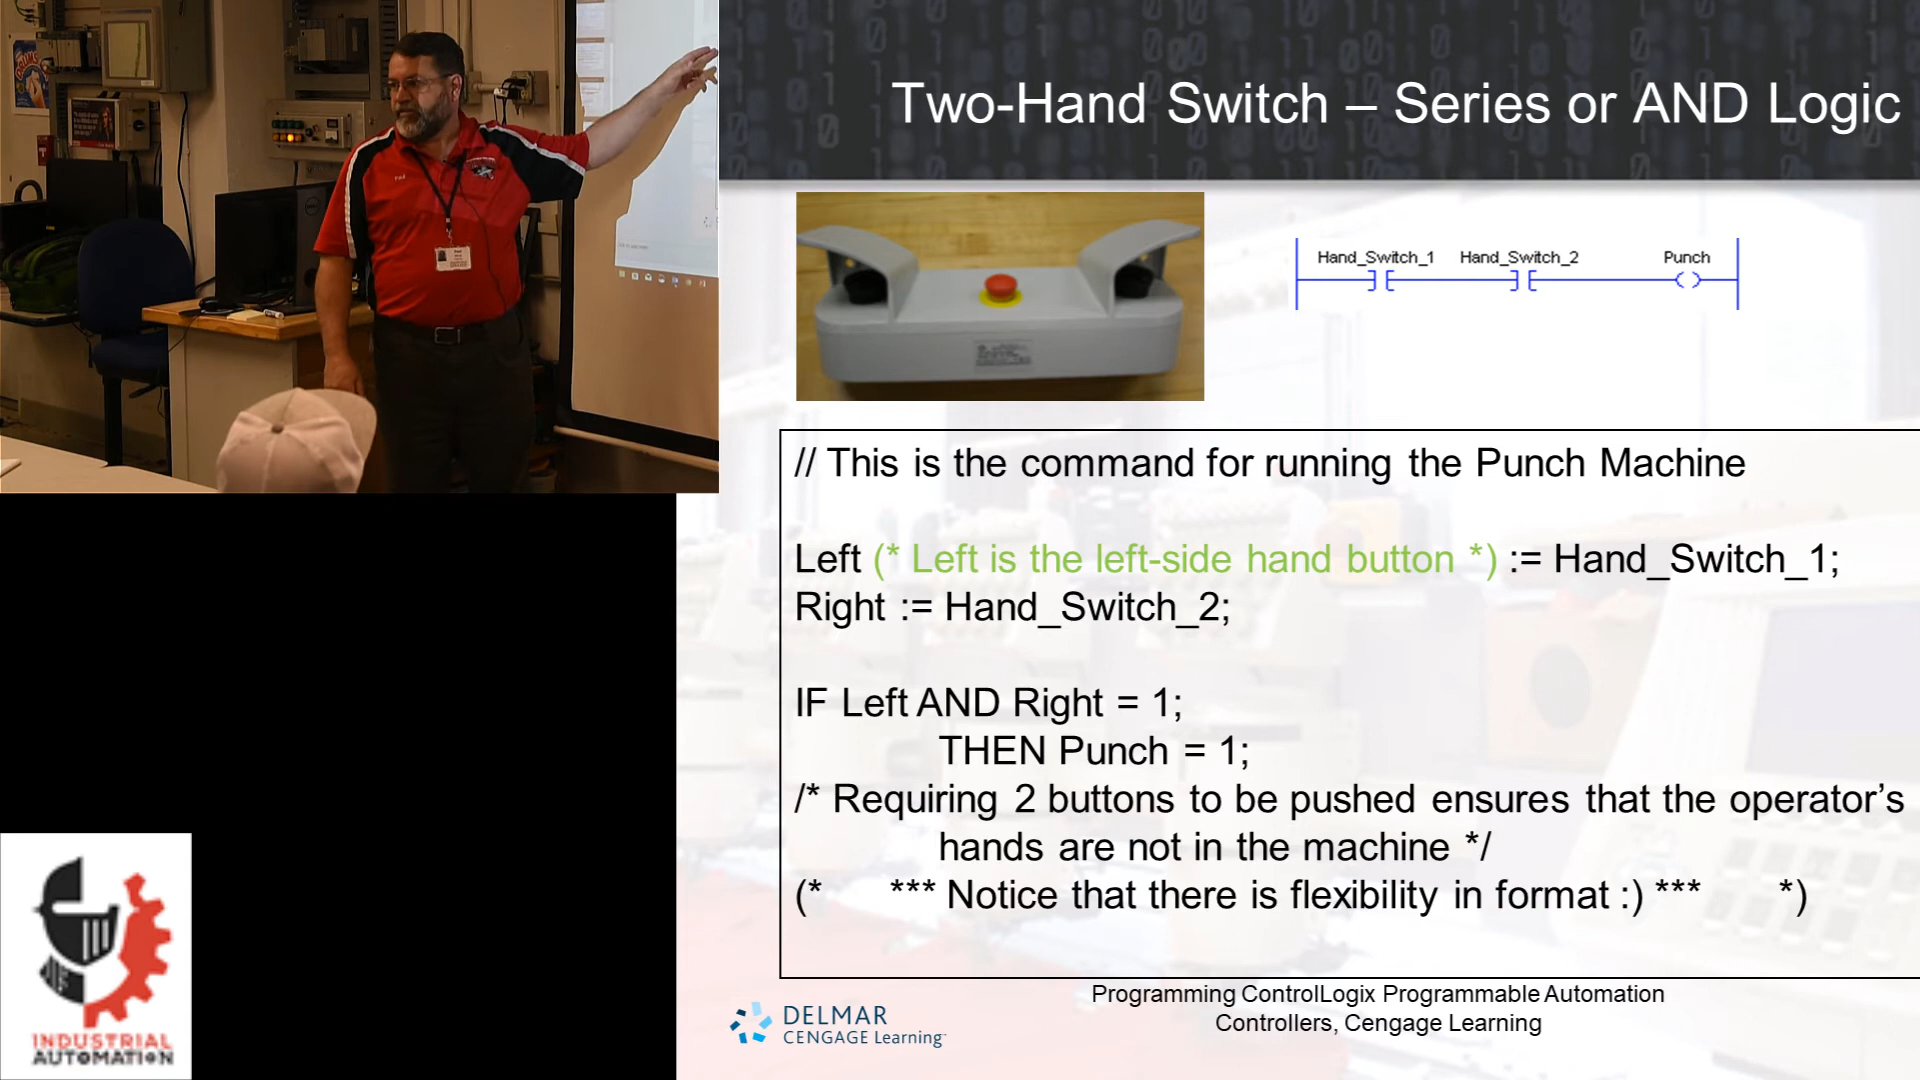 Two-Hand Switch – Series or AND Logic
Hand_Switch_1 Hand_Switch_2 Punch
// This is the command for running the Punch Machine
Left (* Left is the left-side hand button *) := Hand_Switch_1;
Right := Hand_Switch_2;
IF Left AND Right = 1;
THEN Punch = 1;
/* Requiring 2 buttons to be pushed ensures that the operator’s
hands are not in the machine */
(* *** Notice that there is flexibility in format :) *** *)
Programming ControlLogix Programmable Automation
Controllers, Cengage Learning
DELMAR
CENGAGE Learning™
INDUSTRIAL
AUTOMATION